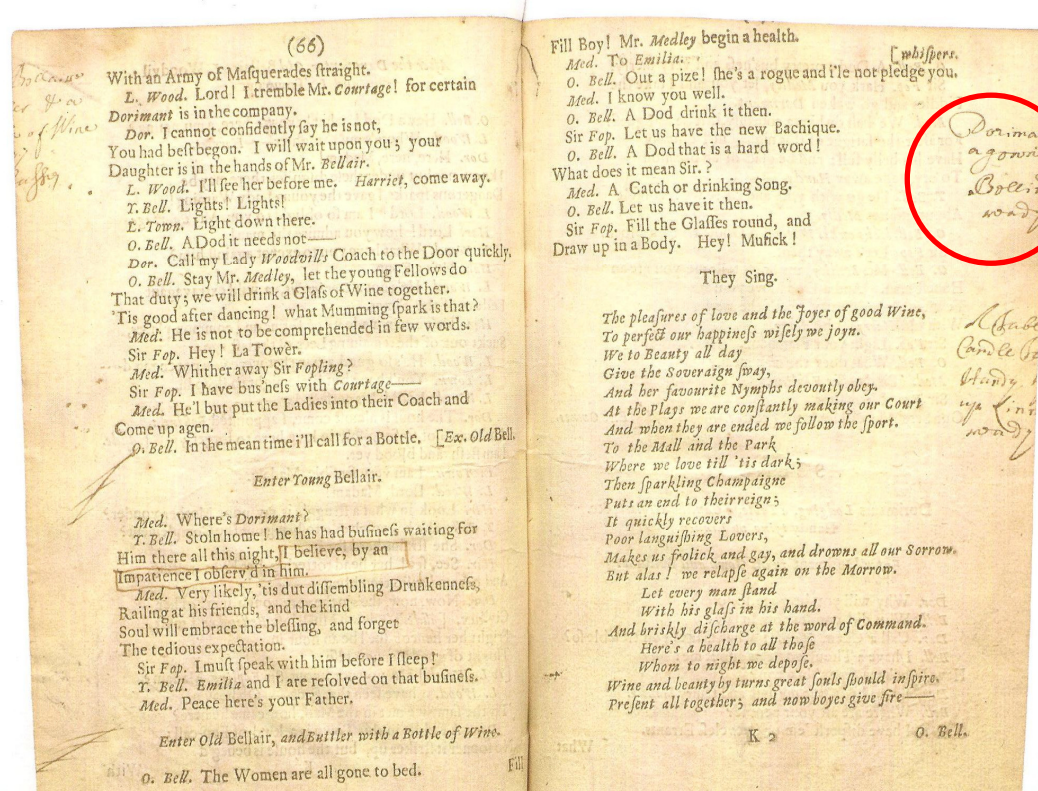 (66)
With an Army of Maſquerades ſtraight.
L. Wood. Lord! I tremble Mr. Courtage! for certain
Dorimant is in the company.
Dor. I cannot confidently ſay he is not,
You had beſt begon. I will wait upon you; your
Daughter is in the hands of Mr. Bellair.
L. Wood. I'll ſee her before me. Harriet, come away.
Y. Bell. Lights! Lights!
L. Town. Light down there.
O. Bell. A Dod it needs not——
Dor. Call my Lady Woodvills Coach to the Door quickly.
O. Bell. Stay Mr. Medley, let the young Fellows do
That duty; we will drink a Glaſs of Wine together.
'Tis good after dancing! what Mumming ſpark is that?
Med. He is not to be comprehended in few words.
Sir Fop. Hey! La Towèr.
Med. Whither away Sir Fopling?
Sir Fop. I have bus'neſs with Courtage——
Med. He'l but put the Ladies into their Coach and
Come up agen.
O. Bell. In the mean time i'll call for a Bottle. [Ex. Old Bell.
Enter Young Bellair.
Med. Where's Dorimant?
Y. Bell. Stoln home! he has had buſineſs waiting for
Him there all this night, I believe, by an
Impatience I obſerv'd in him.
Med. Very likely, 'tis dut diſſembling Drunkenneſs,
Railing at his friends, and the kind
Soul will embrace the bleſſing, and forget
The tedious expectation.
Sir Fop. I muſt ſpeak with him before I ſleep!
Y. Bell. Emilia and I are reſolved on that buſineſs.
Med. Peace here's your Father.
Enter Old Bellair, and Buttler with a Bottle of Wine.
O. Bell. The Women are all gone to bed.
Fill
of Wine
Fill Boy! Mr. Medley begin a health.
Med. To Emilia. [whiſpers.
O. Bell. Out a pize! ſhe's a rogue and i'le not pledge you.
Med. I know you well.
O. Bell. A Dod drink it then.
Sir Fop. Let us have the new Bachique.
O. Bell. A Dod that is a hard word!
What does it mean Sir.?
Med. A Catch or drinking Song.
O. Bell. Let us have it then.
Sir Fop. Fill the Glaſſes round, and
Draw up in a Body. Hey! Muſick!
They Sing.
The pleaſures of love and the Joyes of good Wine,
To perfect our happineſs wiſely we joyn.
We to Beauty all day
Give the Soveraign ſway,
And her favourite Nymphs devoutly obey.
At the Plays we are conſtantly making our Court
And when they are ended we follow the ſport.
To the Mall and the Park
Where we love till 'tis dark;
Then ſparkling Champaigne
Puts an end to their reign;
It quickly recovers
Poor languiſhing Lovers,
Makes us frolick and gay, and drowns all our Sorrow.
But alas! we relapſe again on the Morrow.
Let every man ſtand
With his glaſs in his hand.
And briskly diſcharge at the word of Command.
Here's a health to all thoſe
Whom to night we depoſe.
Wine and beauty by turns great ſouls ſhould inſpire.
Preſent all together; and now boyes give fire——
K 2 O. Bell.
Dorima
a gown
Bellin
ready
Candle
Handy
up Lin
ready